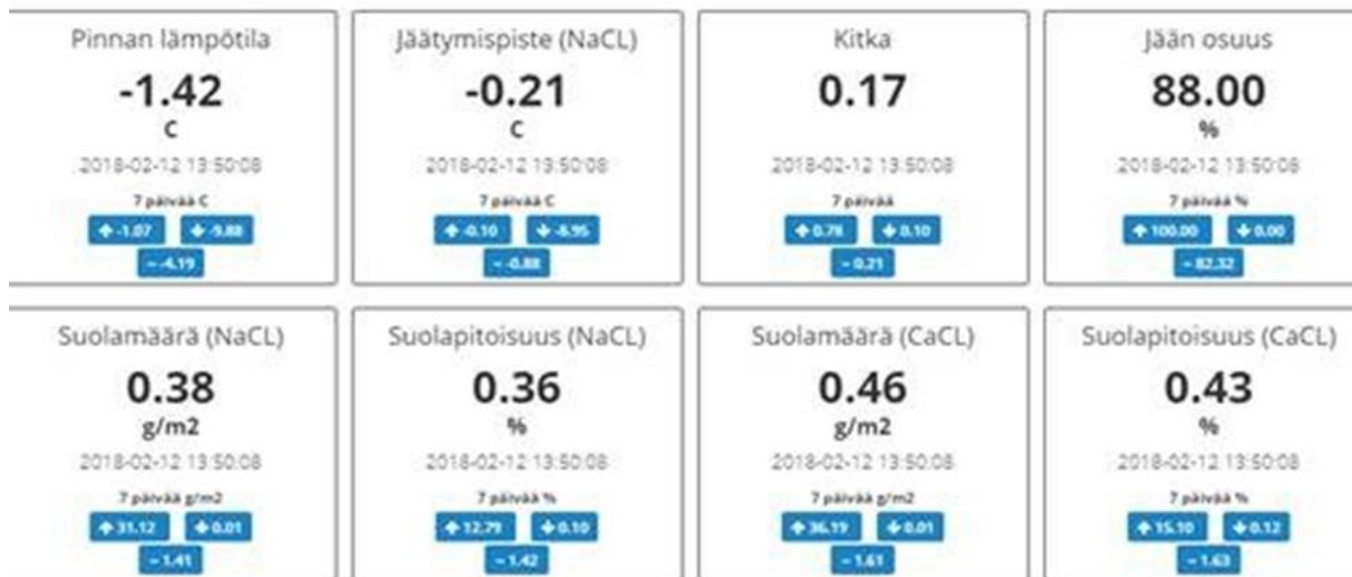 Pinnan lämpötila
-1.42
C
2018-02-12 13:50:08
7 päivää C
-1.07 -9.88
~ -4.19
Jäätymispiste (NaCL)
-0.21
C
2018-02-12 13:50:08
7 päivää C
-0.10 -8.95
~ -0.88
Kitka
0.17
2018-02-12 13:50:08
7 päivää
0.78 0.10
~ 0.21
Jään osuus
88.00
%
2018-02-12 13:50:08
7 päivää %
100.00 0.00
~ 82.32
Suolamäärä (NaCL)
0.38
g/m2
2018-02-12 13:50:08
7 päivää g/m2
31.12 0.01
~ 1.41
Suolapitoisuus (NaCL)
0.36
%
2018-02-12 13:50:08
7 päivää %
12.79 0.10
~ 1.42
Suolamäärä (CaCL)
0.46
g/m2
2018-02-12 13:50:08
7 päivää g/m2
36.19 0.01
~ 1.61
Suolapitoisuus (CaCL)
0.43
%
2018-02-12 13:50:08
7 päivää %
15.10 0.12
~ 1.63